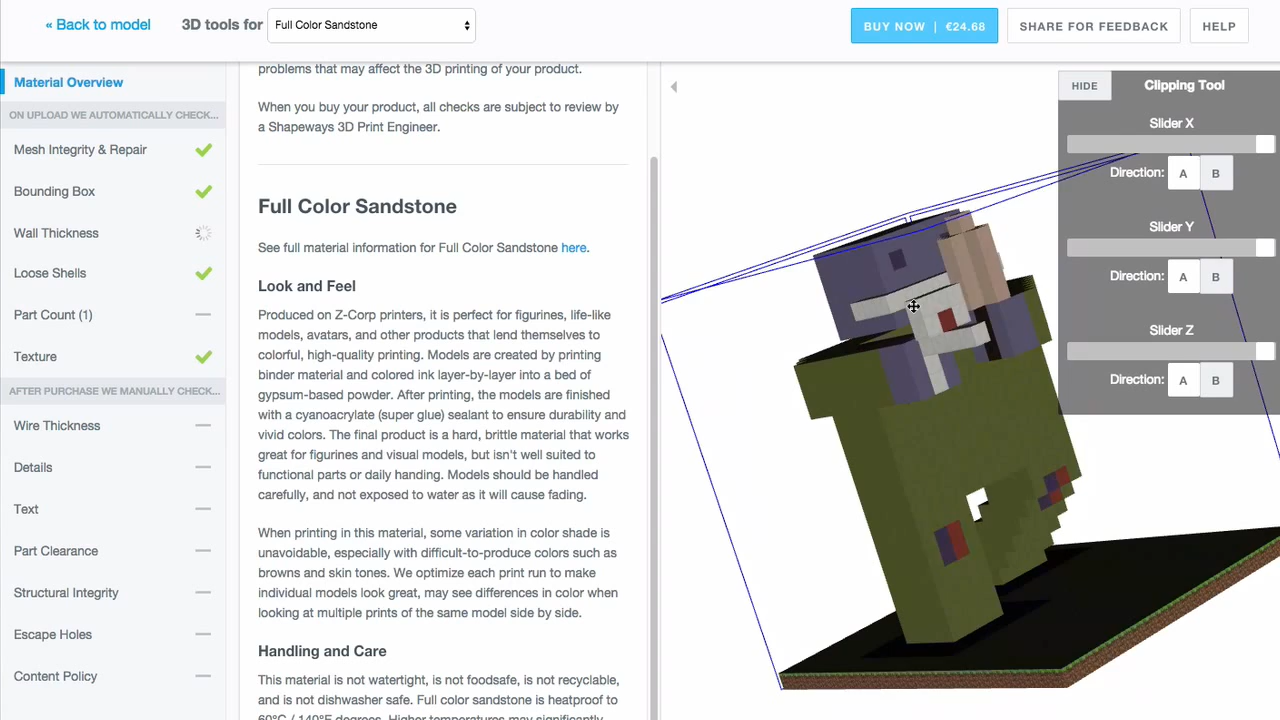 « Back to model
3D tools for
Full Color Sandstone
BUY NOW | €24.68
SHARE FOR FEEDBACK
HELP
Material Overview
ON UPLOAD WE AUTOMATICALLY CHECK...
Mesh Integrity & Repair
Bounding Box
Wall Thickness
Loose Shells
Part Count (1)
Texture
AFTER PURCHASE WE MANUALLY CHECK...
Wire Thickness
Details
Text
Part Clearance
Structural Integrity
Escape Holes
Content Policy
problems that may affect the 3D printing of your product.
When you buy your product, all checks are subject to review by
a Shapeways 3D Print Engineer.
Full Color Sandstone
See full material information for Full Color Sandstone here.
Look and Feel
Produced on Z-Corp printers, it is perfect for figurines, life-like
models, avatars, and other products that lend themselves to
colorful, high-quality printing. Models are created by printing
binder material and colored ink layer-by-layer into a bed of
gypsum-based powder. After printing, the models are finished
with a cyanoacrylate (super glue) sealant to ensure durability and
vivid colors. The final product is a hard, brittle material that works
great for figurines and visual models, but isn't well suited to
functional parts or daily handing. Models should be handled
carefully, and not exposed to water as it will cause fading.
When printing in this material, some variation in color shade is
unavoidable, especially with difficult-to-produce colors such as
browns and skin tones. We optimize each print run to make
individual models look great, may see differences in color when
looking at multiple prints of the same model side by side.
Handling and Care
This material is not watertight, is not foodsafe, is not recyclable,
and is not dishwasher safe. Full color sandstone is heatproof to
60°C / 140°F degrees. Higher temperatures may significantly
HIDE
Clipping Tool
Slider X
Direction: A B
Slider Y
Direction: A B
Slider Z
Direction: A B